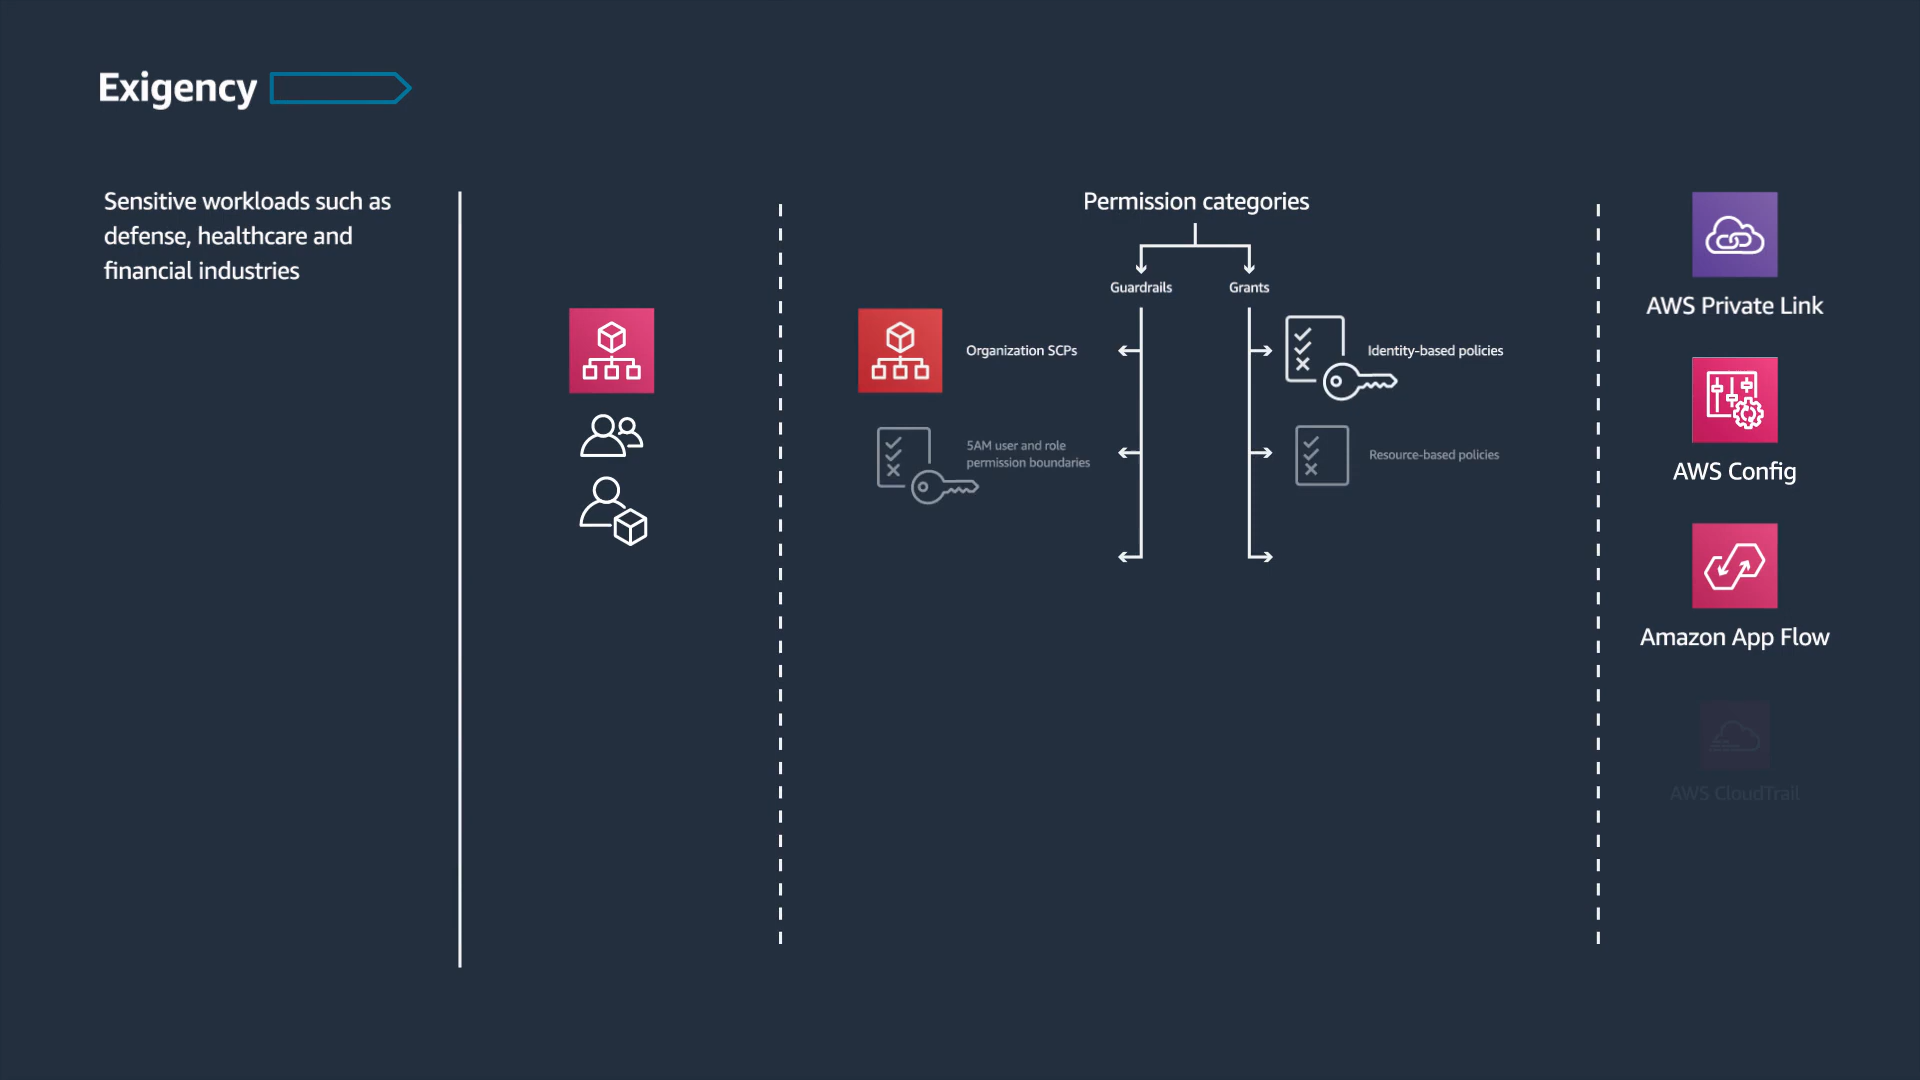 Exigency
Sensitive workloads such as
defense, healthcare and
financial industries
Permission categories
Guardrails
Grants
Organization SCPs
Identity-based policies
5AM user and role
permission boundaries
Resource-based policies
AWS Private Link
AWS Config
Amazon App Flow
AWS CloudTrail